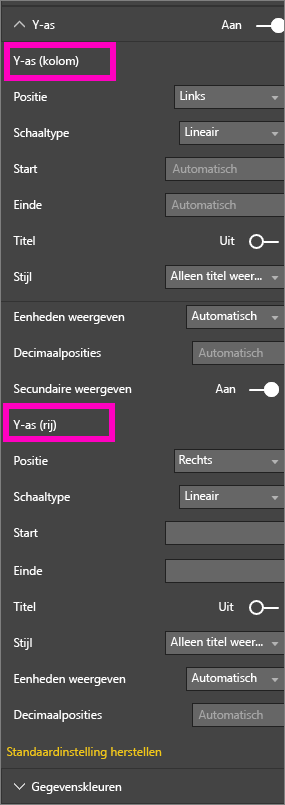 Y-as Aan
Y-as (kolom)
Positie Links
Schaaltype Lineair
Start Automatisch
Einde Automatisch
Titel Uit
Stijl Alleen titel weer...
Eenheden weergeven Automatisch
Decimaalposities Automatisch
Secundaire weergeven Aan
Y-as (rij)
Positie Rechts
Schaaltype Lineair
Start
Einde
Titel Uit
Stijl Alleen titel weer...
Eenheden weergeven Automatisch
Decimaalposities Automatisch
Standaardinstelling herstellen
Gegevenskleuren